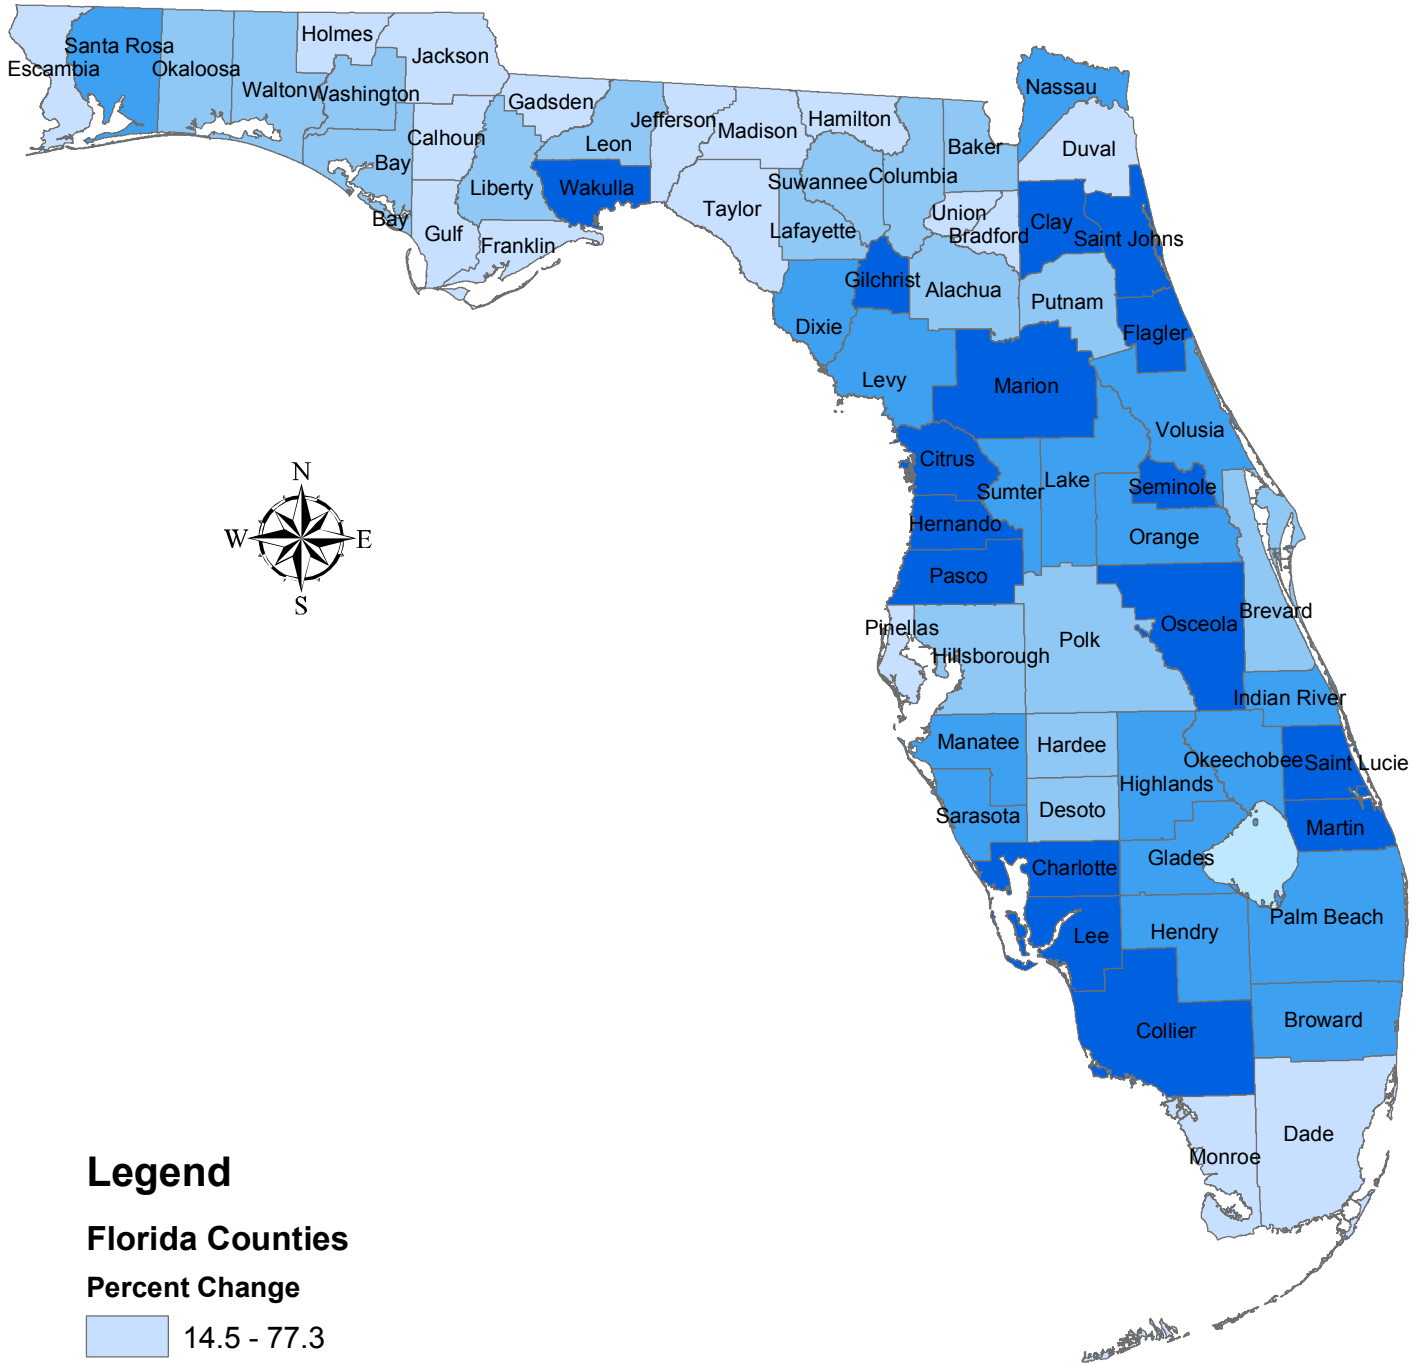 Holmes
Santa Rosa
Jackson
Escambia
Okaloosa
Walton
Washington
Nassau
Gadsden
Jefferson
Madison
Hamilton
Calhoun
Leon
Baker
Duval
Bay
Liberty
Wakulla
Suwannee
Columbia
Taylor
Union
Bay
Gulf
Franklin
Lafayette
Bradford
Clay
Saint Johns
Gilchrist
Alachua
Putnam
Dixie
Flagler
Levy
Marion
Volusia
Citrus
N
Sumter
Lake
Seminole
W
E
Hernando
Orange
Pasco
S
Pinellas
Hillsborough
Polk
Osceola
Brevard
Indian River
Manatee
Hardee
Okeechobee
Saint Lucie
Highlands
Sarasota
Desoto
Martin
Charlotte
Glades
Palm Beach
Lee
Hendry
Collier
Broward
Dade
Monroe
Legend
Florida Counties
Percent Change
14.5 - 77.3